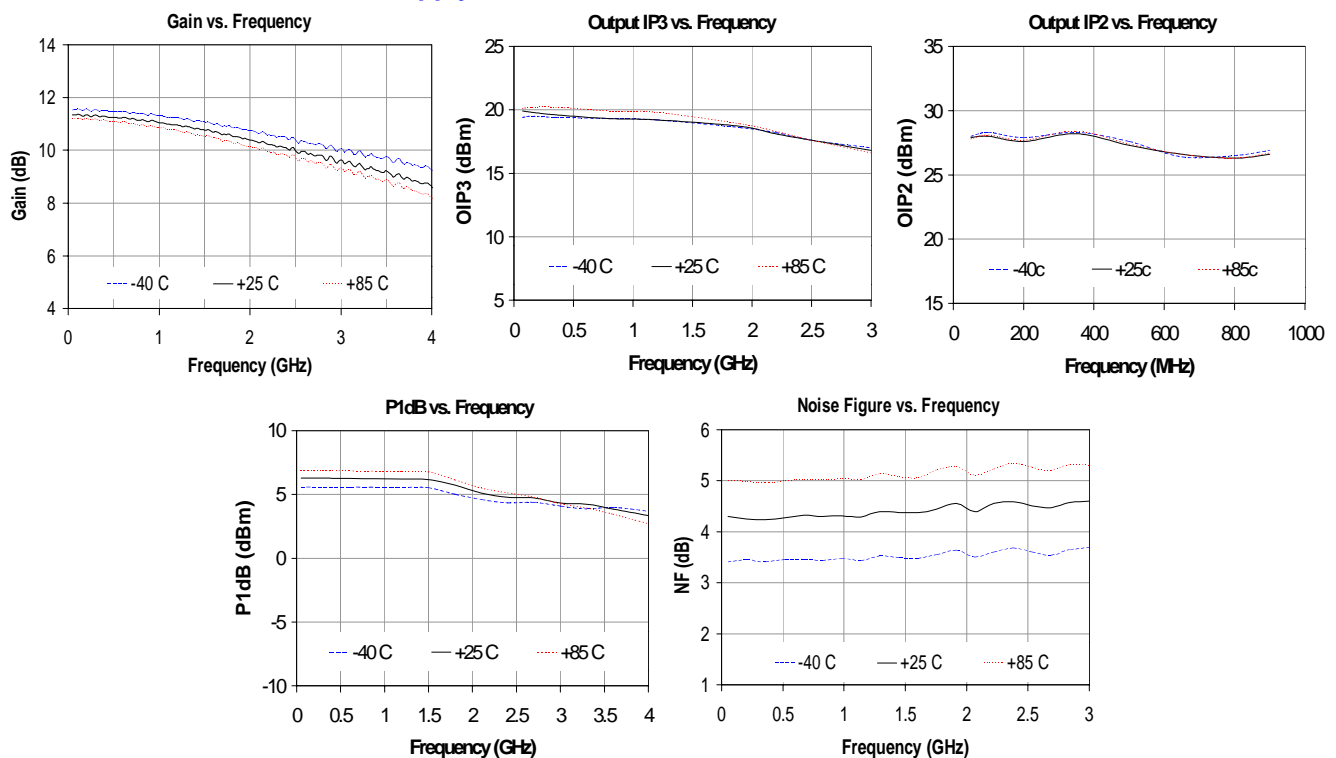 Gain vs. Frequency
14
12
10
8
6
4
Gain (dB)
-40 C
+25 C
+85 C
0
1
2
3
4
Frequency (GHz)
Output IP3 vs. Frequency
25
20
15
10
5
OIP3 (dBm)
-40 C
+25 C
+85 C
0
0.5
1
1.5
2
2.5
3
Frequency (GHz)
Output IP2 vs. Frequency
35
30
25
20
15
OIP2 (dBm)
-40c
+25c
+85c
0
200
400
600
800
1000
Frequency (MHz)
P1dB vs. Frequency
10
5
0
-5
-10
P1dB (dBm)
-40 C
+25 C
+85 C
0
0.5
1
1.5
2
2.5
3
3.5
4
Frequency (GHz)
Noise Figure vs. Frequency
6
5
4
3
2
1
NF (dB)
-40 C
+25 C
+85 C
0
0.5
1
1.5
2
2.5
3
Frequency (GHz)